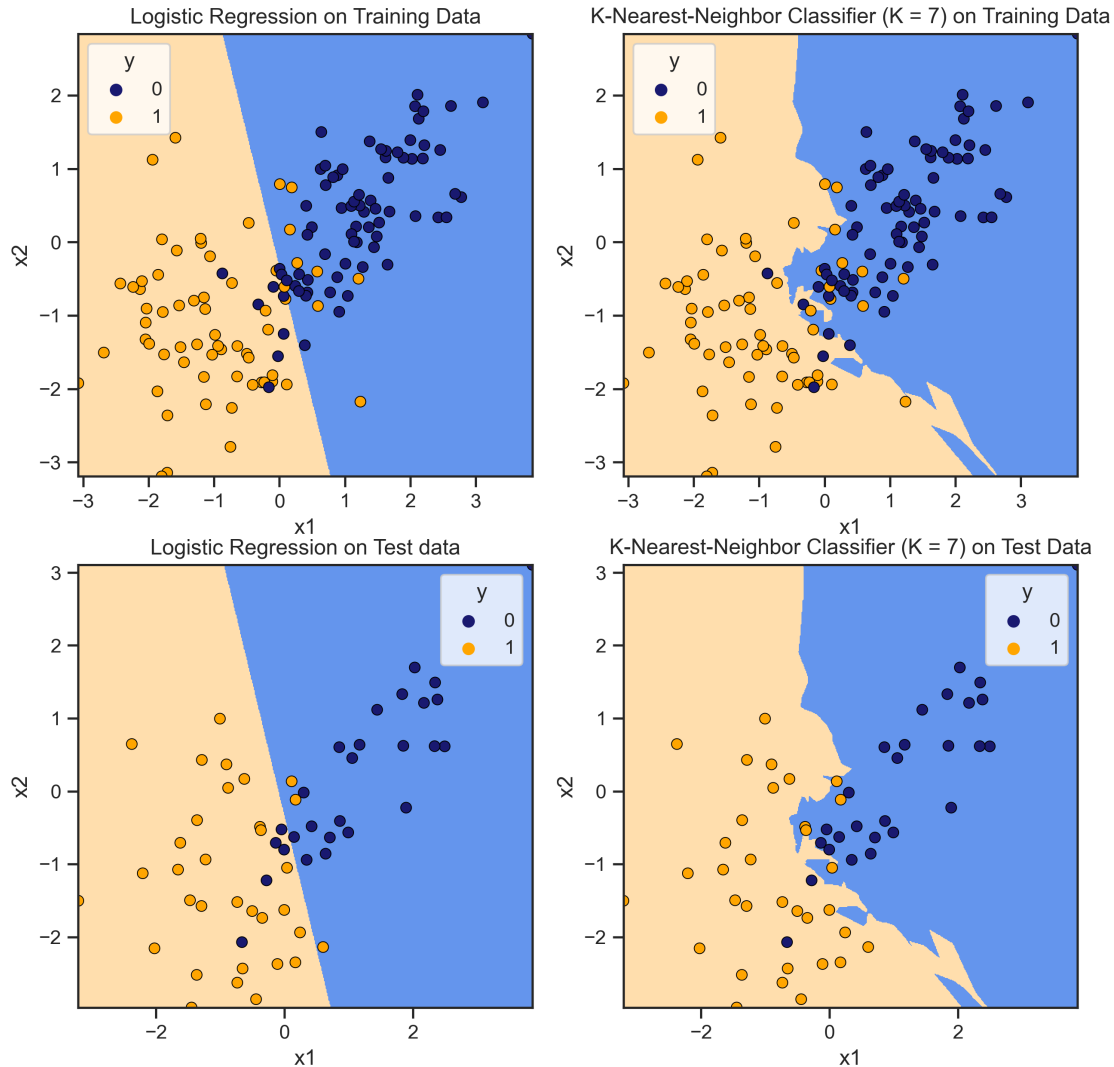 Logistic Regression on Training Data
y
0
1
x2
2
1
0
−1
−2
−3
−3 −2 −1 0 1 2 3
x1
K-Nearest-Neighbor Classifier (K = 7) on Training Data
y
0
1
x2
2
1
0
−1
−2
−3
−3 −2 −1 0 1 2 3
x1
Logistic Regression on Test data
y
0
1
x2
3
2
1
0
−1
−2
−2 0 2
x1
K-Nearest-Neighbor Classifier (K = 7) on Test Data
y
0
1
x2
3
2
1
0
−1
−2
−2 0 2
x1